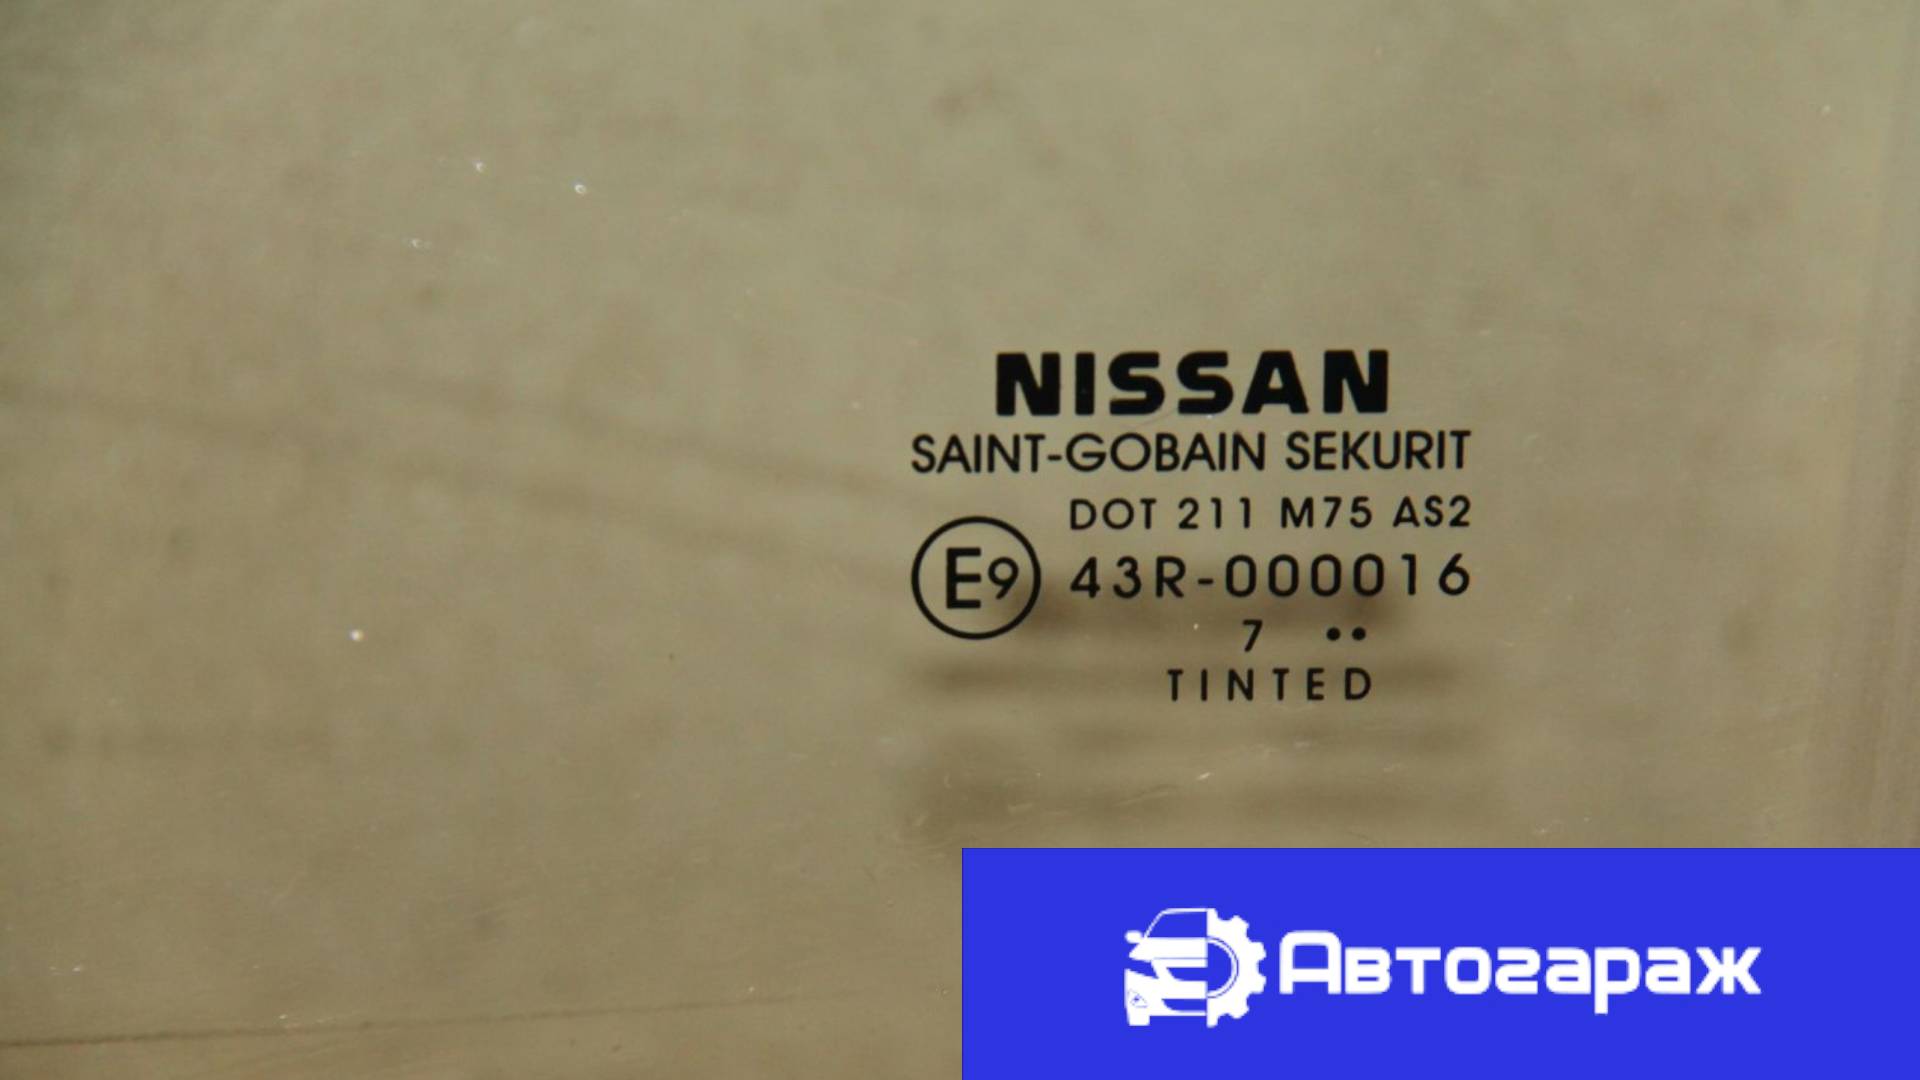 NISSAN
SAINT-GOBAIN SEKURIT
DOT 211 M75 AS2
E9 43R-000016
7 ••
TINTED
Автогараж